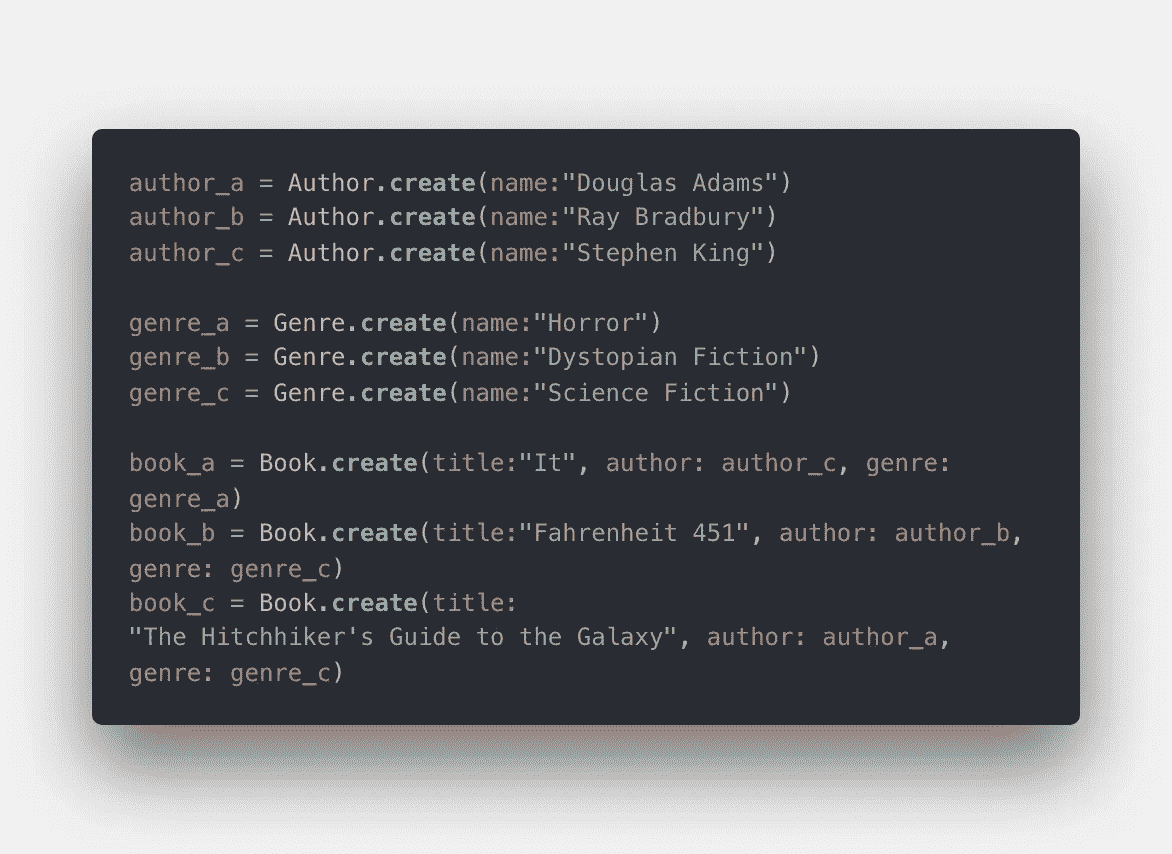 author_a = Author.create(name:"Douglas Adams")
author_b = Author.create(name:"Ray Bradbury")
author_c = Author.create(name:"Stephen King")
genre_a = Genre.create(name:"Horror")
genre_b = Genre.create(name:"Dystopian Fiction")
genre_c = Genre.create(name:"Science Fiction")
book_a = Book.create(title:"It", author: author_c, genre:
genre_a)
book_b = Book.create(title:"Fahrenheit 451", author: author_b,
genre: genre_c)
book_c = Book.create(title:
"The Hitchhiker's Guide to the Galaxy", author: author_a,
genre: genre_c)